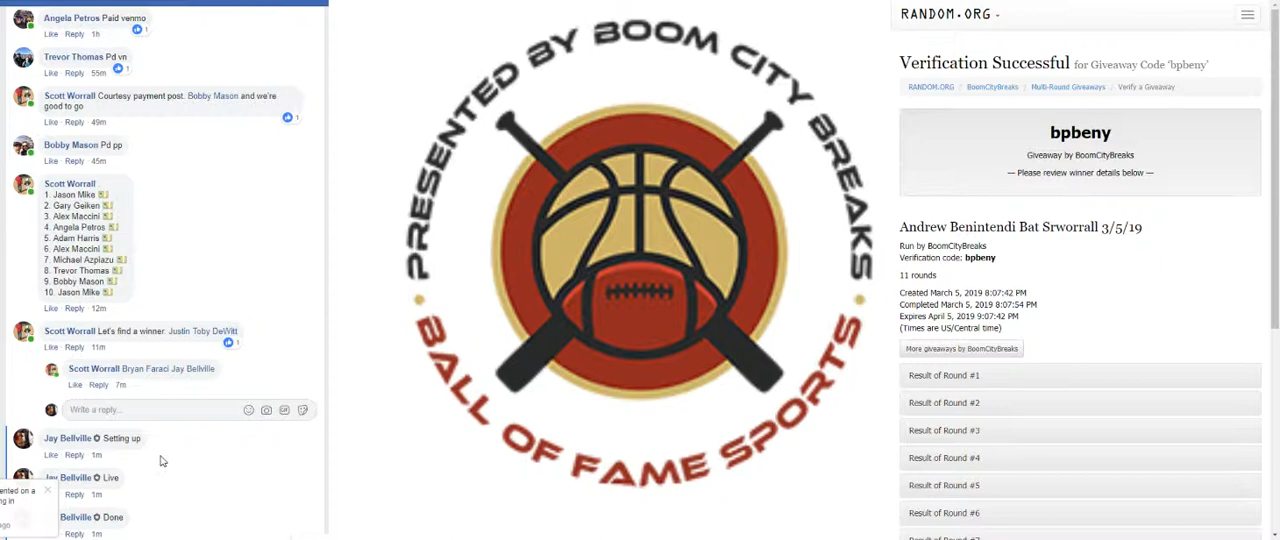 Angela Petros Paid venmo
Like · Reply · 1h
1
Trevor Thomas Pd vn
Like · Reply · 55m
1
Scott Worrall Courtesy payment post. Bobby Mason and we're
good to go
Like · Reply · 49m
1
Bobby Mason Pd pp
Like · Reply · 45m
Scott Worrall
1. Jason Mike
2. Gary Geiken
3. Alex Maccini
4. Angela Petros
5. Adam Harris
6. Alex Maccini
7. Michael Azpiazu
8. Trevor Thomas
9. Bobby Mason
10. Jason Mike
Like · Reply · 12m
Scott Worrall Let's find a winner. Justin Toby DeWitt
1
Like · Reply · 11m
Scott Worrall Bryan Faraci Jay Bellville
Like · Reply · 7m
Write a reply...
Jay Bellville Setting up
Like · Reply · 1m
Jay Bellville Live
Reply · 1m
Bellville Done
Reply · 1m
ented on a
ng in
ago
PRESENTED BY BOOM CITY BREAKS
BALL OF FAME SPORTS
RANDOM.ORG
Verification Successful for Giveaway Code 'bpbeny'
RANDOM.ORG / BoomCityBreaks / Multi-Round Giveaways / Verify a Giveaway
bpbeny
Giveaway by BoomCityBreaks
— Please review winner details below —
Andrew Benintendi Bat Srworrall 3/5/19
Run by BoomCityBreaks
Verification code: bpbeny
11 rounds
Created March 5, 2019 8:07:42 PM
Completed March 5, 2019 8:07:54 PM
Expires April 5, 2019 9:07:42 PM
(Times are US/Central time)
More giveaways by BoomCityBreaks
Result of Round #1
Result of Round #2
Result of Round #3
Result of Round #4
Result of Round #5
Result of Round #6